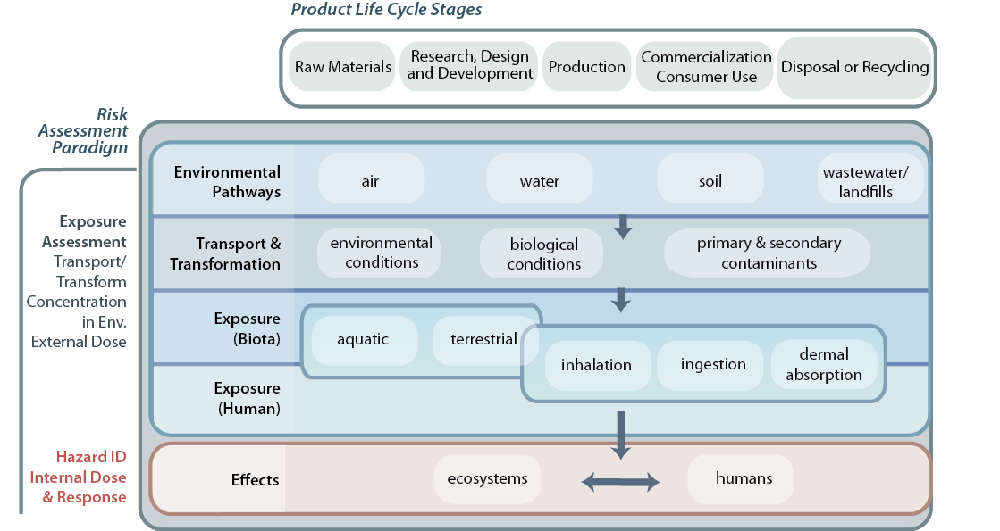 Product Life Cycle Stages
Raw Materials
Research, Design
and Development
Production
Commercialization
Consumer Use
Disposal or Recycling
Risk
Assessment
Paradigm
Exposure
Assessment
Transport/
Transform
Concentration
in Env.
External Dose
Hazard ID
Internal Dose
& Response
Environmental
Pathways
air
water
soil
wastewater/
landfills
Transport &
Transformation
environmental
conditions
biological
conditions
primary & secondary
contaminants
Exposure
(Biota)
aquatic
terrestrial
inhalation
ingestion
dermal
absorption
Exposure
(Human)
Effects
ecosystems
humans